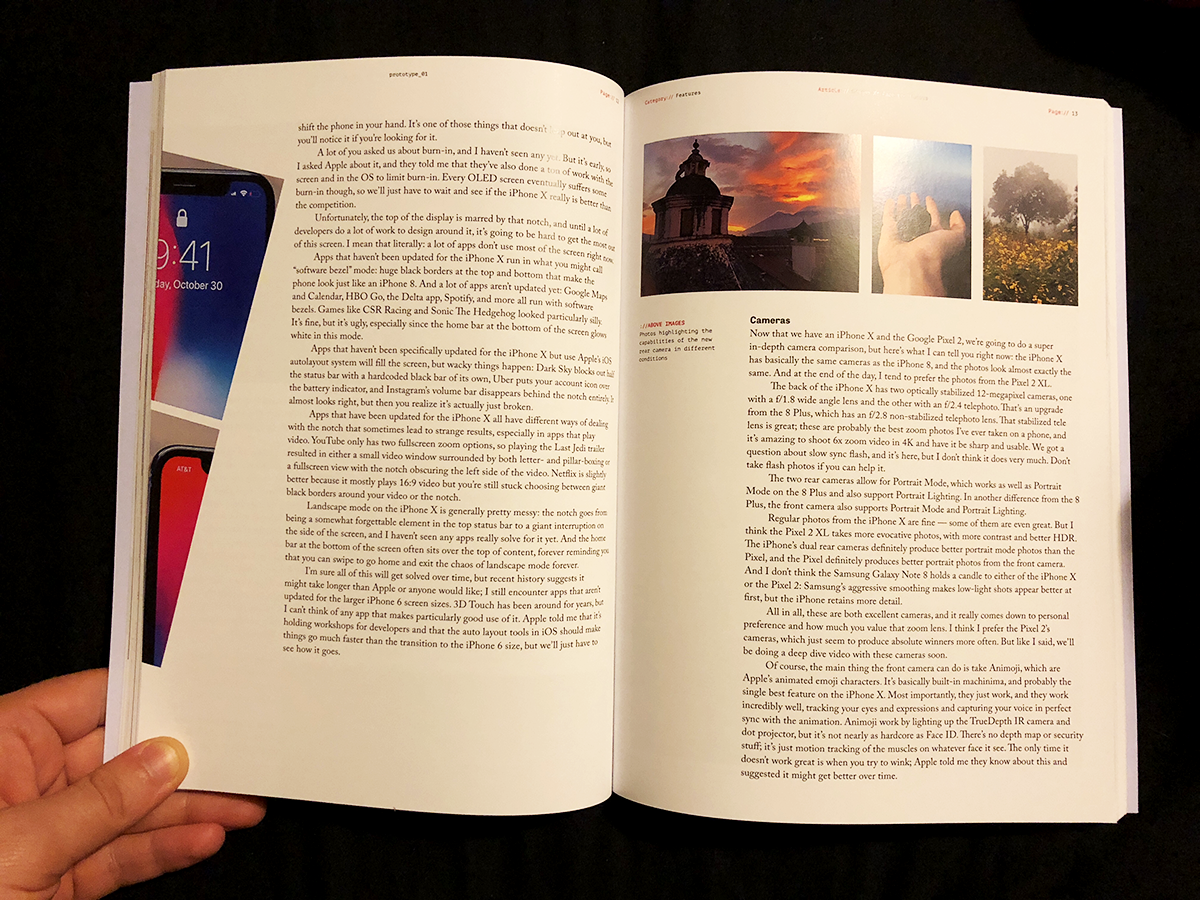 prototype_01
Page://
9:41
day, October 30
AT&T
shift the phone in your hand. It's one of those things that doesn't out at you, but
you'll notice it if you're looking for it.
A lot of you asked us about burn-in, and I haven't seen any yet. But it's early, so
I asked Apple about it, and they told me that they've also done a ton of work with the
screen and in the OS to limit burn-in. Every OLED screen eventually suffers some
burn-in though, so we'll just have to wait and see if the iPhone X really is better than
the competition.
Unfortunately, the top of the display is marred by that notch, and until a lot of
developers do a lot of work to design around it, it's going to be hard to get the most out
of this screen. I mean that literally: a lot of apps don't use most of the screen right now.
Apps that haven't been updated for the iPhone X run in what you might call
"software bezel" mode: huge black borders at the top and bottom that make the
phone look just like an iPhone 8. And a lot of apps aren't updated yet: Google Maps
and Calendar, HBO Go, the Delta app, Spotify, and more all run with software
bezels. Games like CSR Racing and Sonic The Hedgehog looked particularly silly.
It's fine, but it's ugly, especially since the home bar at the bottom of the screen glows
white in this mode.
Apps that haven't been specifically updated for the iPhone X but use Apple's iOS
autolayout system will fill the screen, but wacky things happen: Dark Sky blocks out half
the status bar with a hardcoded black bar of its own, Uber puts your account icon over
the battery indicator, and Instagram's volume bar disappears behind the notch entirely. It
almost looks right, but then you realize it's actually just broken.
Apps that have been updated for the iPhone X all have different ways of dealing
with the notch that sometimes lead to strange results, especially in apps that play
video. YouTube only has two fullscreen zoom options, so playing the Last Jedi trailer
resulted in either a small video window surrounded by both letter- and pillar-boxing or
a fullscreen view with the notch obscuring the left side of the video. Netflix is slightly
better because it mostly plays 16:9 video but you're still stuck choosing between giant
black borders around your video or the notch.
Landscape mode on the iPhone X is generally pretty messy: the notch goes from
being a somewhat forgettable element in the top status bar to a giant interruption on
the side of the screen, and I haven't seen any apps really solve for it yet. And the home
bar at the bottom of the screen often sits over the top of content, forever reminding you
that you can swipe to go home and exit the chaos of landscape mode forever.
I'm sure all of this will get solved over time, but recent history suggests it
might take longer than Apple or anyone would like; I still encounter apps that aren't
updated for the larger iPhone 6 screen sizes. 3D Touch has been around for years, but
I can't think of any app that makes particularly good use of it. Apple told me that it's
holding workshops for developers and that the auto layout tools in iOS should make
things go much faster than the transition to the iPhone 6 size, but we'll just have to
see how it goes.
Category:// Features
Page:// 13
://ABOVE IMAGES
Photos highlighting the
capabilities of the new
rear camera in different
conditions
Cameras
Now that we have an iPhone X and the Google Pixel 2, we're going to do a super
in-depth camera comparison, but here's what I can tell you right now: the iPhone X
has basically the same cameras as the iPhone 8, and the photos look almost exactly the
same. And at the end of the day, I tend to prefer the photos from the Pixel 2 XL.
The back of the iPhone X has two optically stabilized 12-megapixel cameras, one
with a f/1.8 wide angle lens and the other with an f/2.4 telephoto. That's an upgrade
from the 8 Plus, which has an f/2.8 non-stabilized telephoto lens. That stabilized tele
lens is great; these are probably the best zoom photos I've ever taken on a phone, and
it's amazing to shoot 6x zoom video in 4K and have it be sharp and usable. We got a
question about slow sync flash, and it's here, but I don't think it does very much. Don't
take flash photos if you can help it.
The two rear cameras allow for Portrait Mode, which works as well as Portrait
Mode on the 8 Plus and also support Portrait Lighting. In another difference from the 8
Plus, the front camera also supports Portrait Mode and Portrait Lighting.
Regular photos from the iPhone X are fine — some of them are even great. But I
think the Pixel 2 XL takes more evocative photos, with more contrast and better HDR.
The iPhone's dual rear cameras definitely produce better portrait mode photos than the
Pixel, and the Pixel definitely produces better portrait photos from the front camera.
And I don't think the Samsung Galaxy Note 8 holds a candle to either of the iPhone X
or the Pixel 2: Samsung's aggressive smoothing makes low-light shots appear better at
first, but the iPhone retains more detail.
All in all, these are both excellent cameras, and it really comes down to personal
preference and how much you value that zoom lens. I think I prefer the Pixel 2's
cameras, which just seem to produce absolute winners more often. But like I said, we'll
be doing a deep dive video with these cameras soon.
Of course, the main thing the front camera can do is take Animoji, which are
Apple's animated emoji characters. It's basically built-in machinima, and probably the
single best feature on the iPhone X. Most importantly, they just work, and they work
incredibly well, tracking your eyes and expressions and capturing your voice in perfect
sync with the animation. Animoji work by lighting up the TrueDepth IR camera and
dot projector, but it's not nearly as hardcore as Face ID. There's no depth map or security
stuff; it's just motion tracking of the muscles on whatever face it see. The only time it
doesn't work great is when you try to wink; Apple told me they know about this and
suggested it might get better over time.